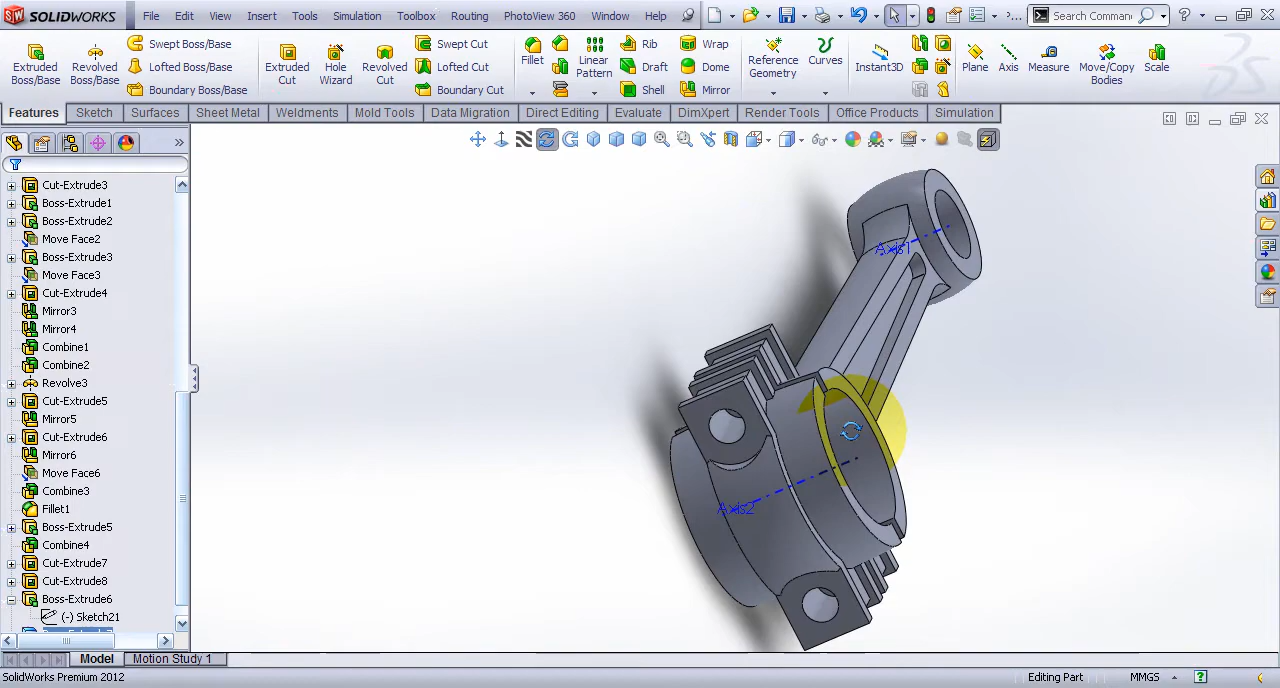 SOLIDWORKS File Edit View Insert Tools Simulation Toolbox Routing PhotoView 360 Window Help ... Search Comman
Extruded Boss/Base
Revolved Boss/Base
Swept Boss/Base
Lofted Boss/Base
Boundary Boss/Base
Extruded Cut
Hole Wizard
Revolved Cut
Swept Cut
Lofted Cut
Boundary Cut
Fillet
Linear Pattern
Rib
Draft
Shell
Wrap
Dome
Mirror
Reference Geometry
Curves
Instant3D
Plane
Axis
Measure
Move/Copy Bodies
Scale
Features Sketch Surfaces Sheet Metal Weldments Mold Tools Data Migration Direct Editing Evaluate DimXpert Render Tools Office Products Simulation
Cut-Extrude3
Boss-Extrude1
Boss-Extrude2
Move Face2
Boss-Extrude3
Move Face3
Cut-Extrude4
Mirror3
Mirror4
Combine1
Combine2
Revolve3
Cut-Extrude5
Mirror5
Cut-Extrude6
Mirror6
Move Face6
Combine3
Fillet1
Boss-Extrude5
Combine4
Cut-Extrude7
Cut-Extrude8
Boss-Extrude6
(-) Sketch21
Axis1
Axis2
Model Motion Study 1
SolidWorks Premium 2012 Editing Part MMGS